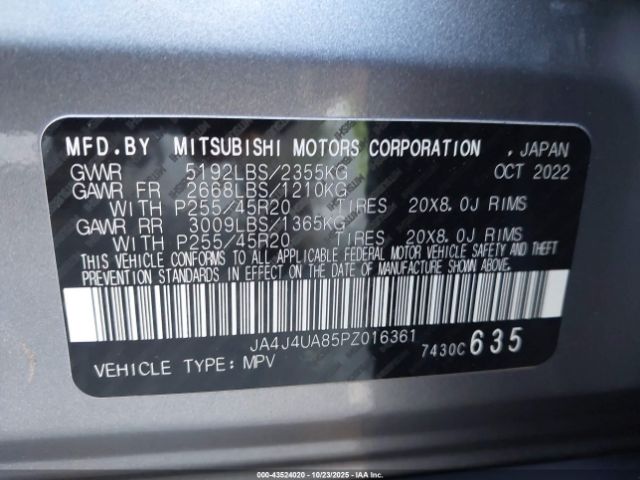 MFD.BY MITSUBISHI MOTORS CORPORATION . JAPAN
GVWR 5192LBS/2355KG OCT 2022
GAWR FR 2668LBS/1210KG
WITH P255/45R20 TIRES 20X8.0J RIMS
GAWR RR 3009LBS/1365KG
WITH P255/45R20 TIRES 20X8.0J RIMS
THIS VEHICLE CONFORMS TO ALL APPLICABLE FEDERAL MOTOR VEHICLE SAFETY AND THEFT
PREVENTION STANDARDS IN EFFECT ON THE DATE OF MANUFACTURE SHOWN ABOVE.
JA4J4UA85PZ016361
VEHICLE TYPE: MPV 7430C 635
00-43524020 - 10/23/2025 - COPYRIGHT © IAA